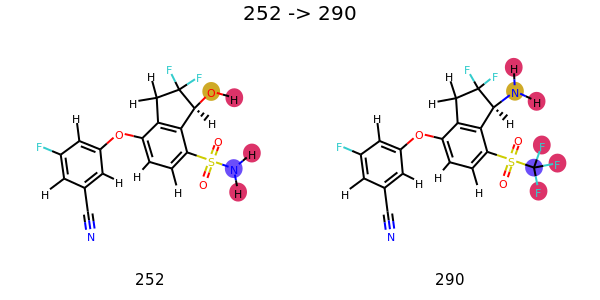 252 -> 290
H F F H H
H O H H F F N H
H H
F O O F O O F
S N H S F
H H H H H H H F
H O H O
N N
252 290